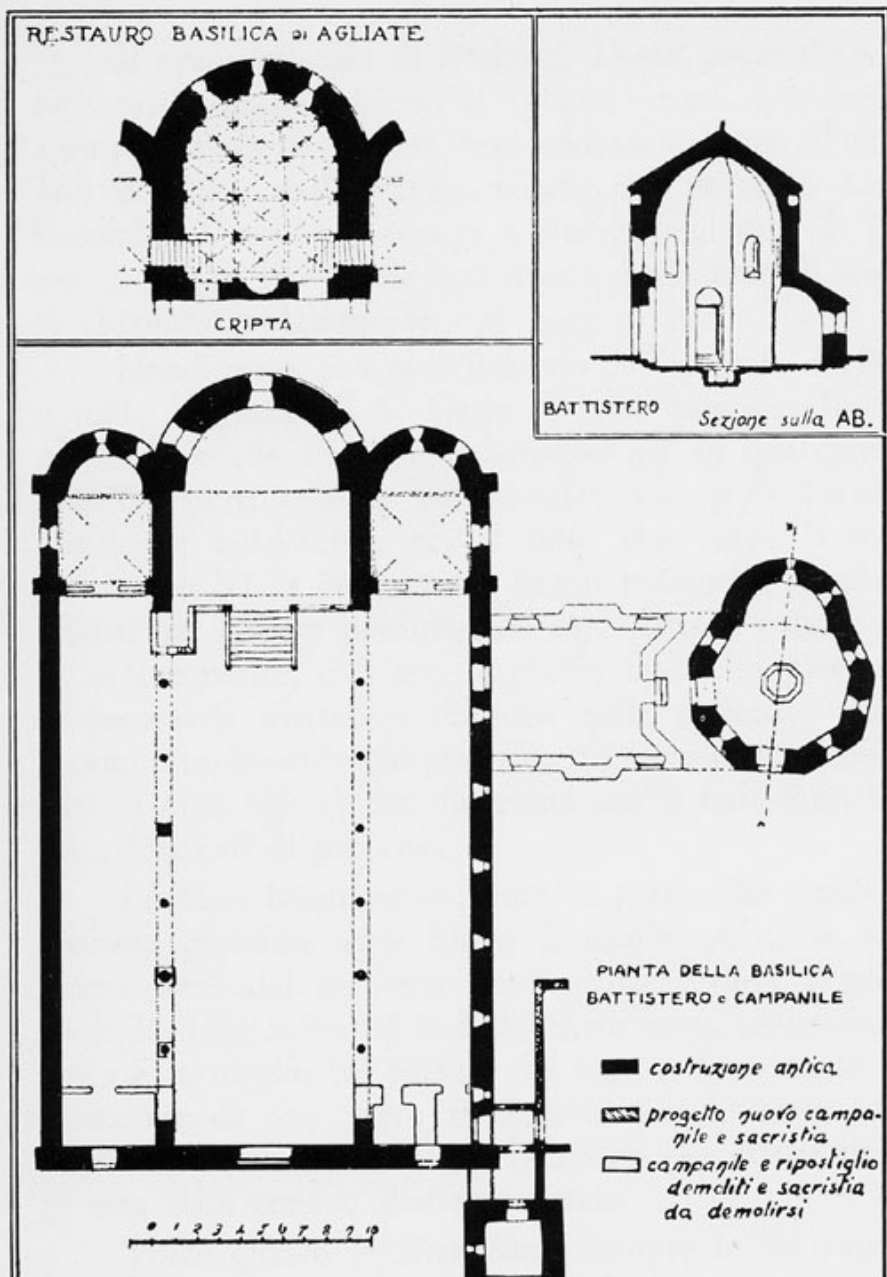 RESTAURO BASILICA DI AGLIATE
CRIPTA
BATTISTERO
Sezione sulla AB.
PIANTA DELLA BASILICA
BATTISTERO e CAMPANILE
costruzione antica
progetto nuovo campa-
nile e sacristia
campanile e ripostiglio
demoliti e sacristia
da demolirsi
0 1 2 3 4 5 6 7 8 9 10